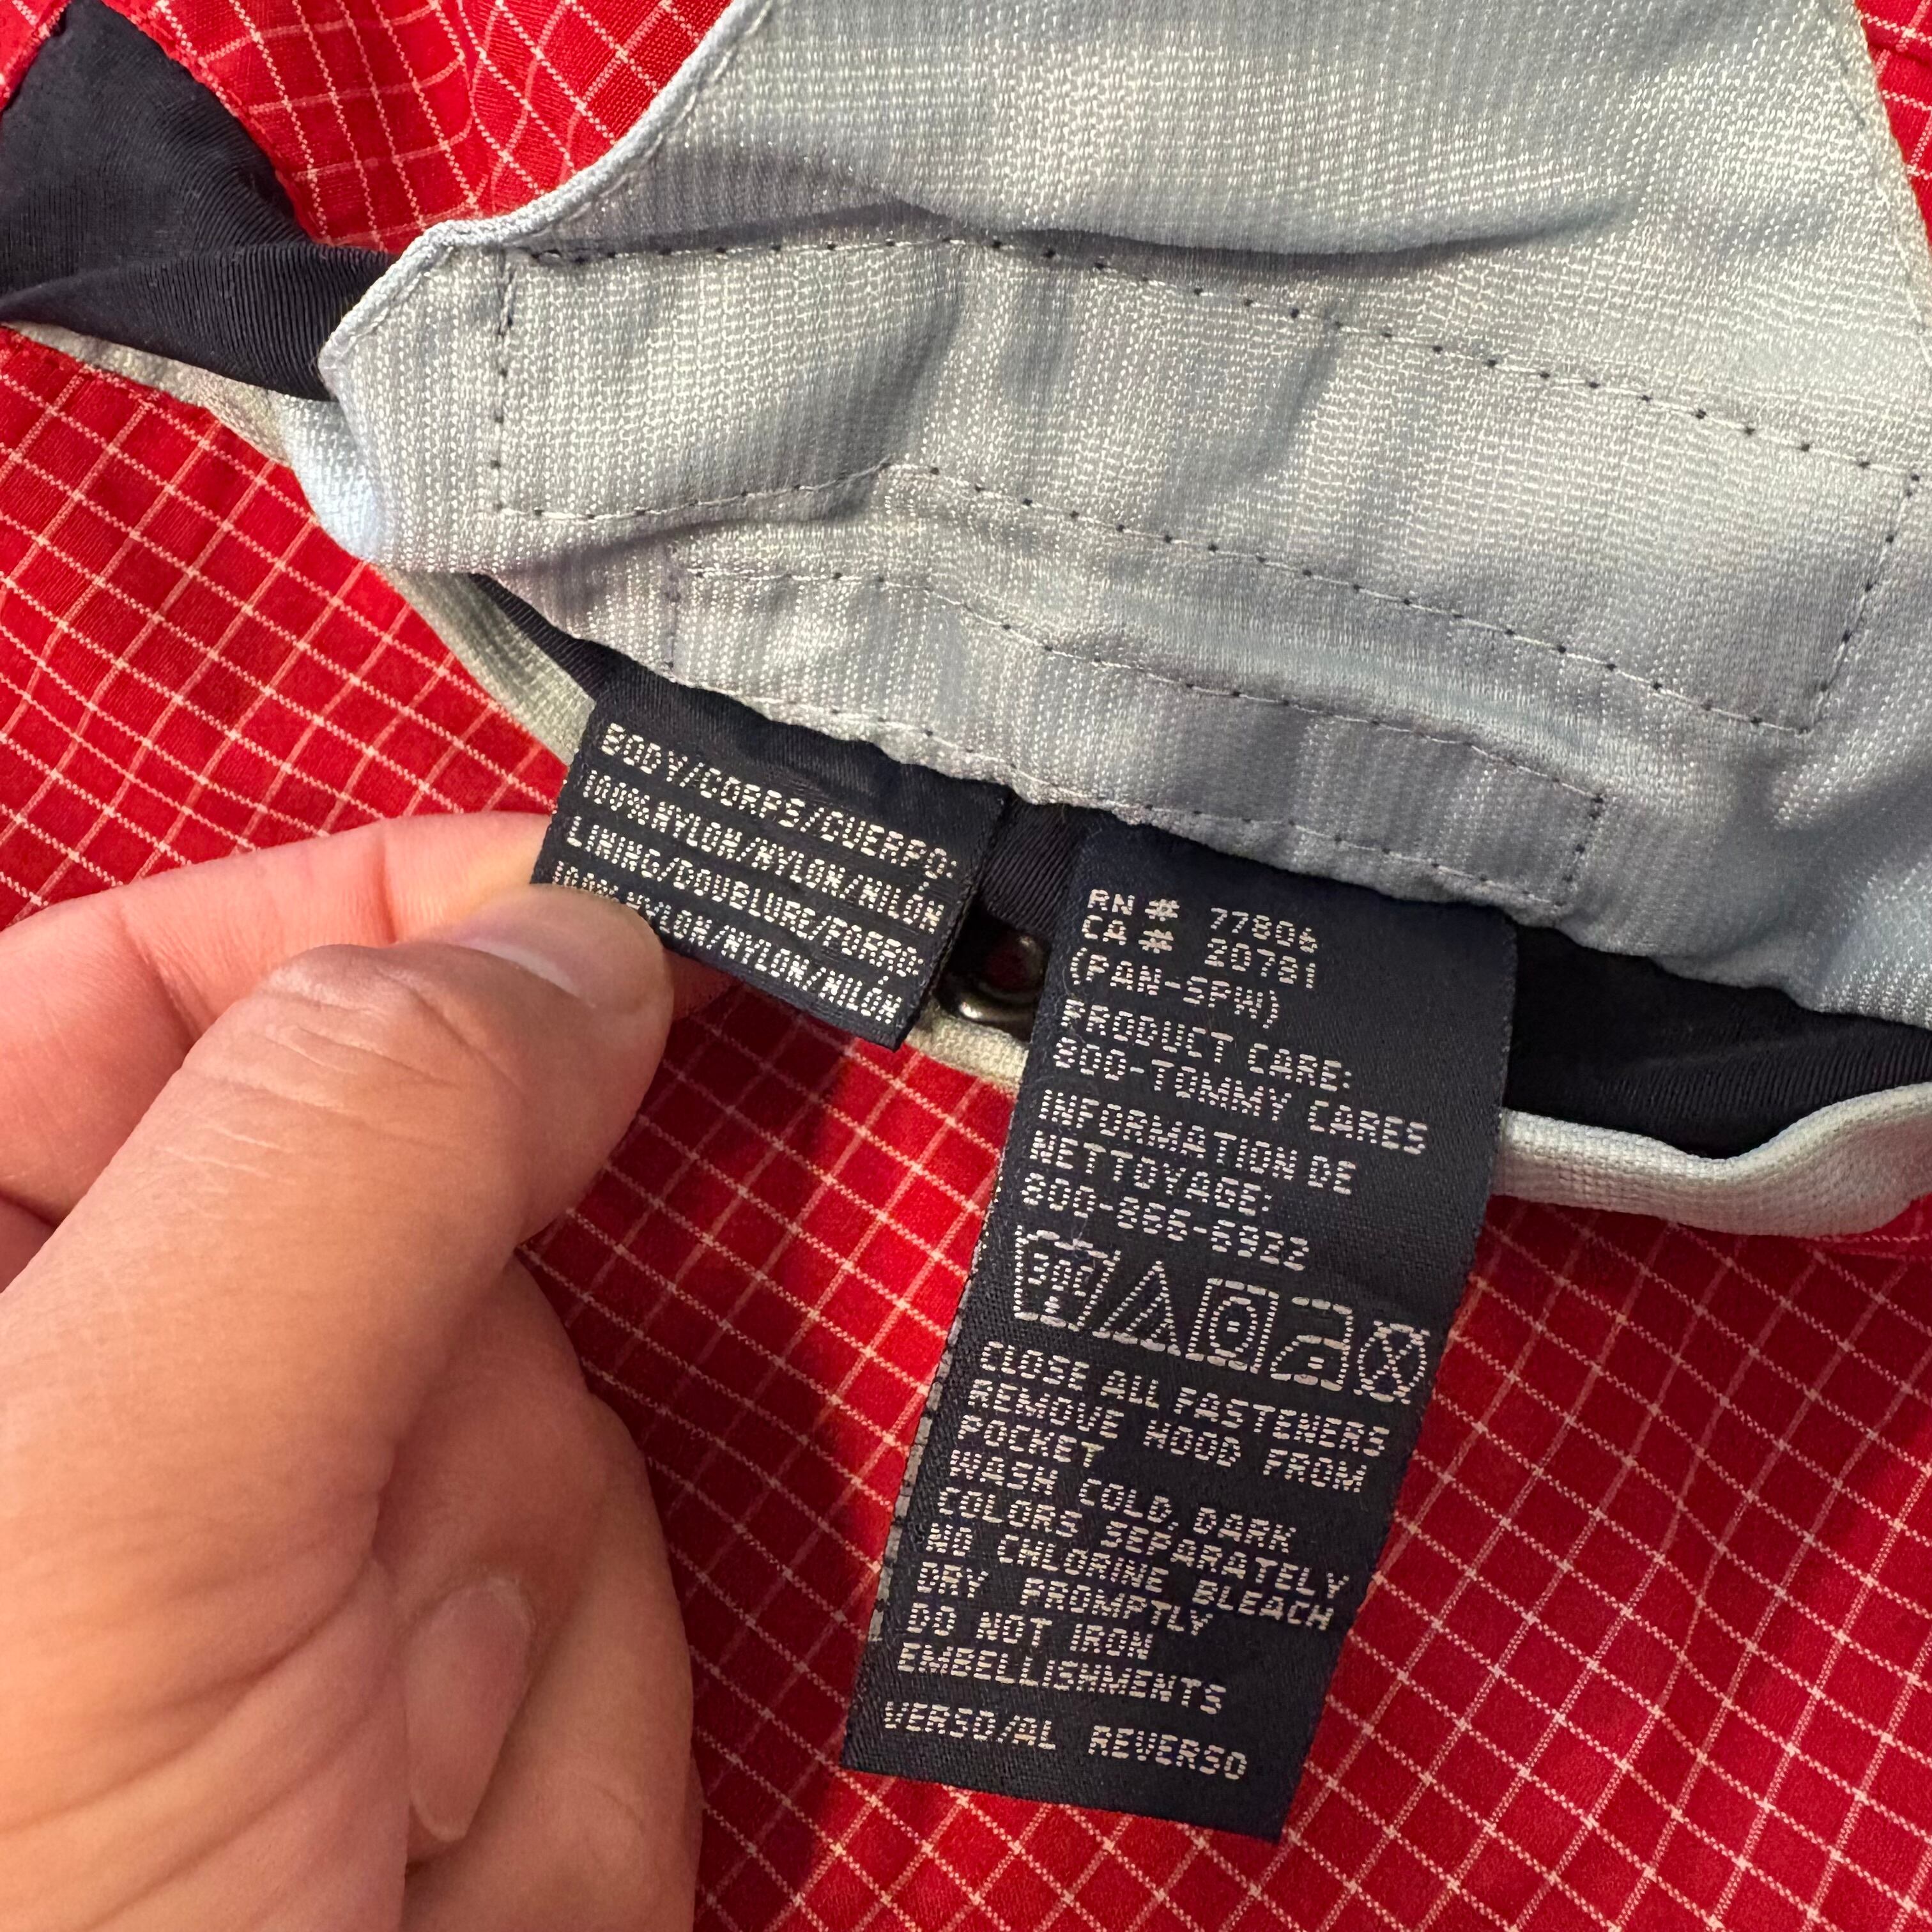 BODY/CORPS/CUERPO:
100% NYLON/NYLON/NILON
LINING/DOUBLURE/FORRO:
100% NYLON/NYLON/NILON
RN # 77806
CA # 20781
(PAN-SPW)
PRODUCT CARE:
800-TOMMY CARES
INFORMATION DE
NETTOYAGE:
800-866-6922
30C
CLOSE ALL FASTENERS
REMOVE HOOD FROM
POCKET
WASH COLD, DARK
COLORS SEPARATELY
NO CHLORINE BLEACH
DRY PROMPTLY
DO NOT IRON
EMBELLISHMENTS
VERSO/AL REVERSO